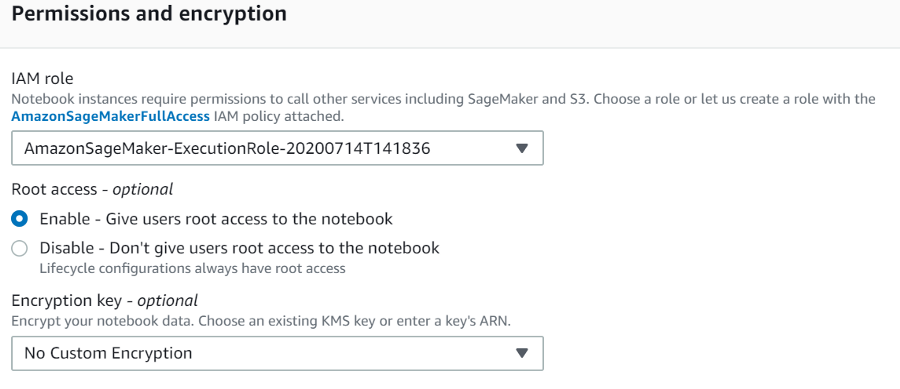 Permissions and encryption
IAM role
Notebook instances require permissions to call other services including SageMaker and S3. Choose a role or let us create a role with the
AmazonSageMakerFullAccess IAM policy attached.
AmazonSageMaker-ExecutionRole-20200714T141836
Root access - optional
Enable - Give users root access to the notebook
Disable - Don't give users root access to the notebook
Lifecycle configurations always have root access
Encryption key - optional
Encrypt your notebook data. Choose an existing KMS key or enter a key's ARN.
No Custom Encryption